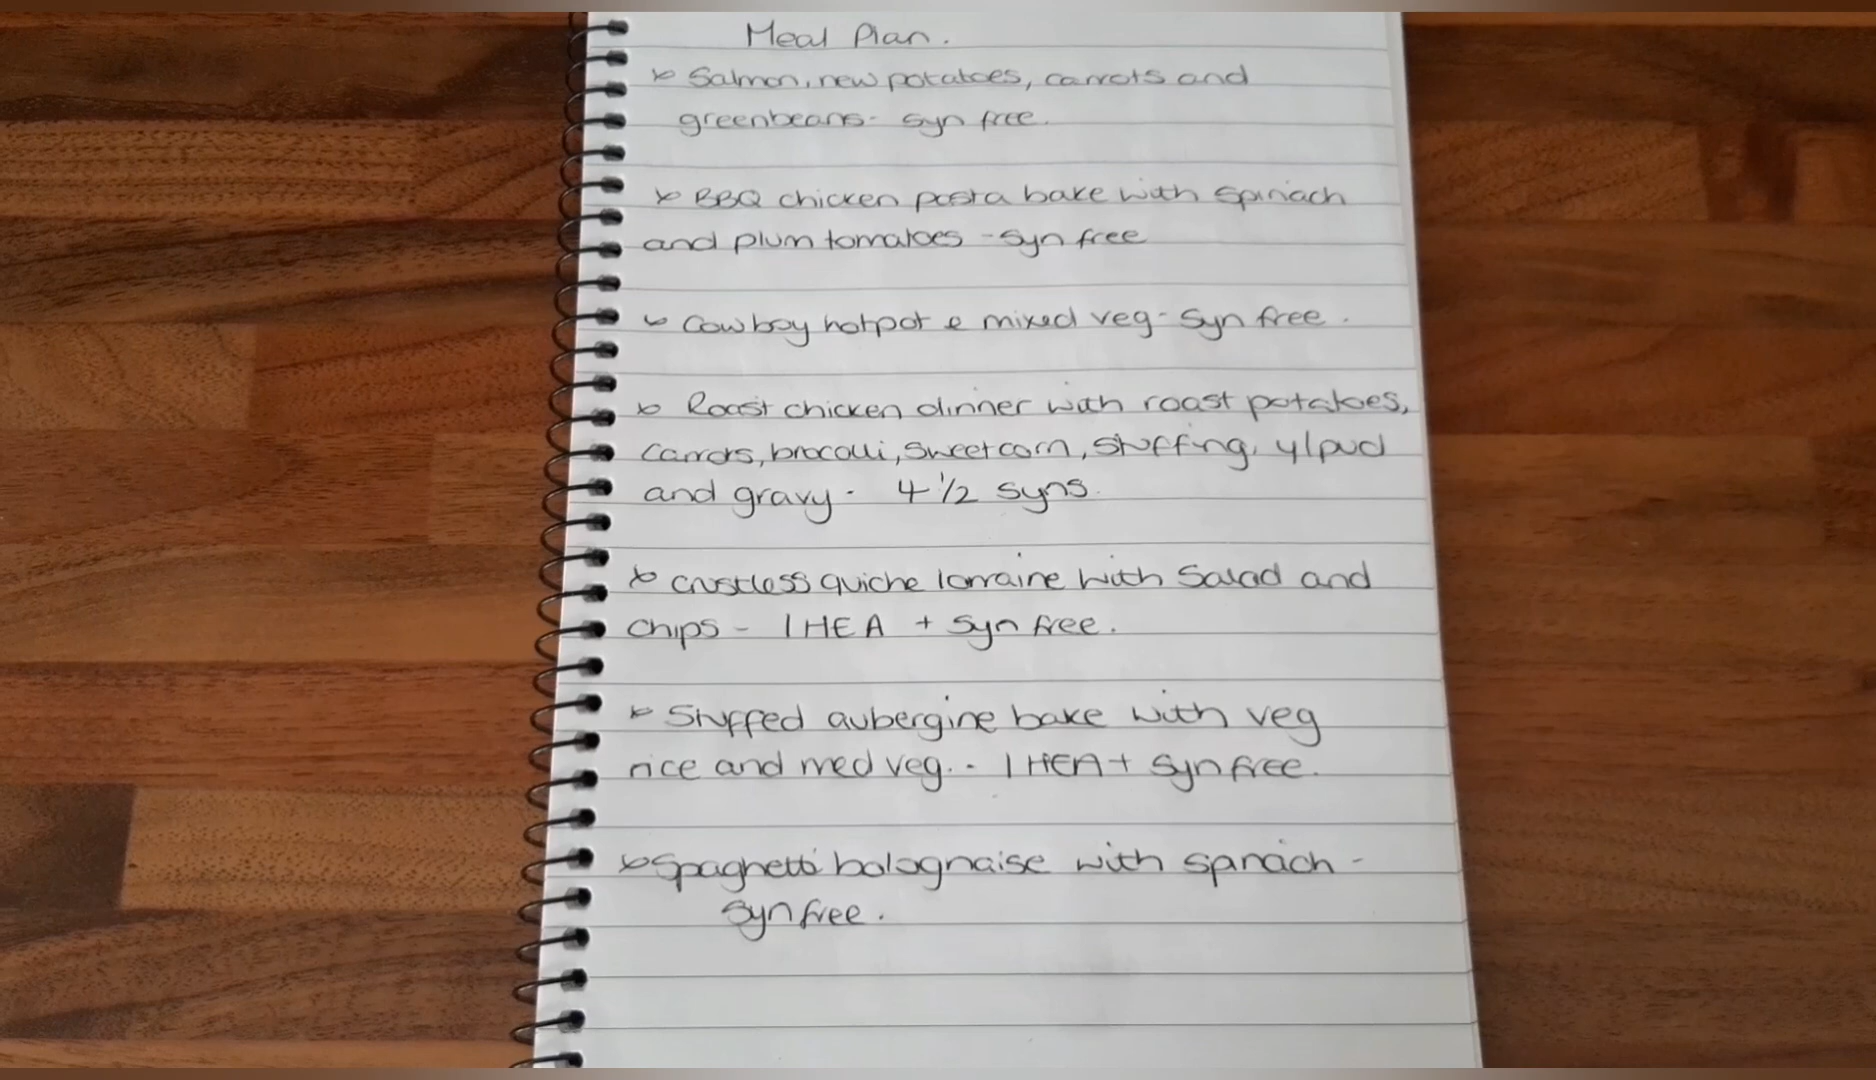 Meal Plan.
* Salmon, new potatoes, carrots and
greenbeans - syn free.
* BBQ chicken pasta bake with spinach
and plum tomatoes - syn free
* Cowboy hotpot & mixed veg - syn free.
* Roast chicken dinner with roast potatoes,
carrots, brocolli, sweetcorn, stuffing, y/pud
and gravy - 4 1/2 syns.
* Crustless quiche lorraine with salad and
chips - 1 HEA + syn free.
* Stuffed aubergine bake with veg
rice and med veg. - 1 HEA + syn free.
* Spaghetti bolognaise with spinach -
syn free.